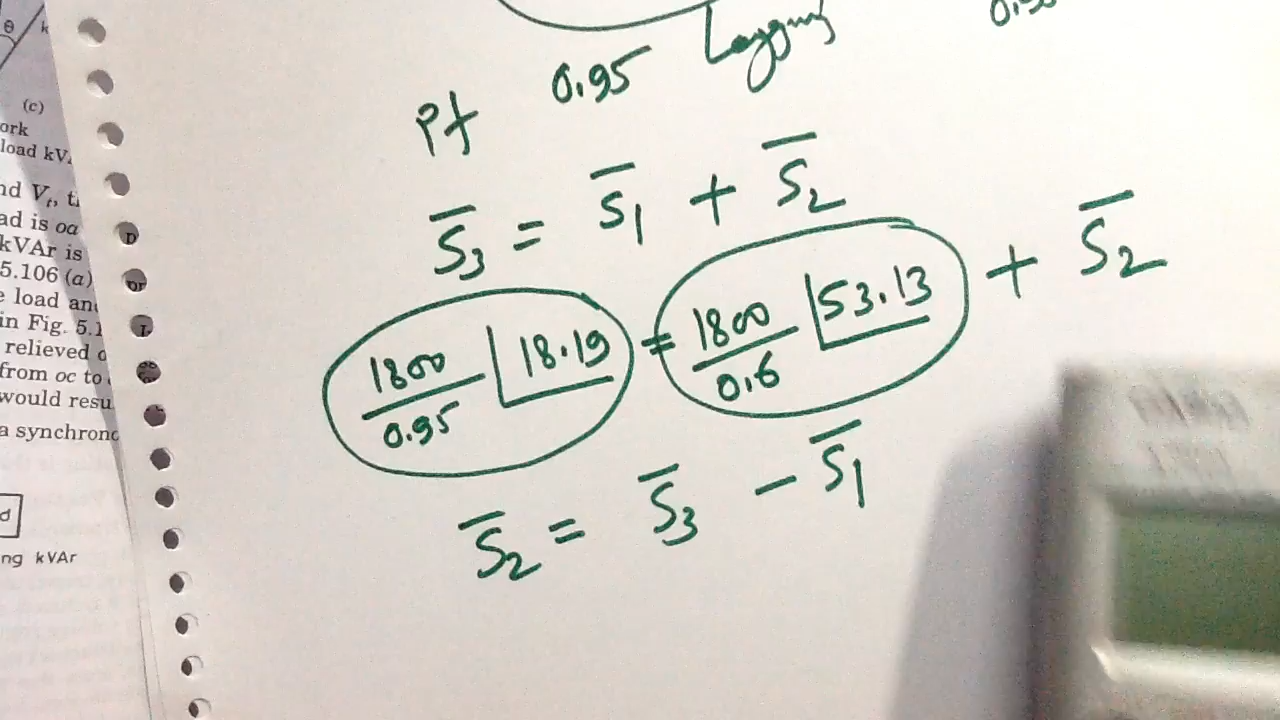 0.95 Lagging
Pf
S̅₃ = S̅₁ + S̅₂
1800/0.95 ∠18.19 = 1800/0.6 ∠53.13 + S̅₂
S̅₂ = S̅₃ - S̅₁
θ k
(c)
ork
load kV
nd Vₜ, t
ad is oa
kVAr is
5.106 (a)
e load an
in Fig. 5.1
relieved
from oc to
would resu
a synchron
d
ng kVAr